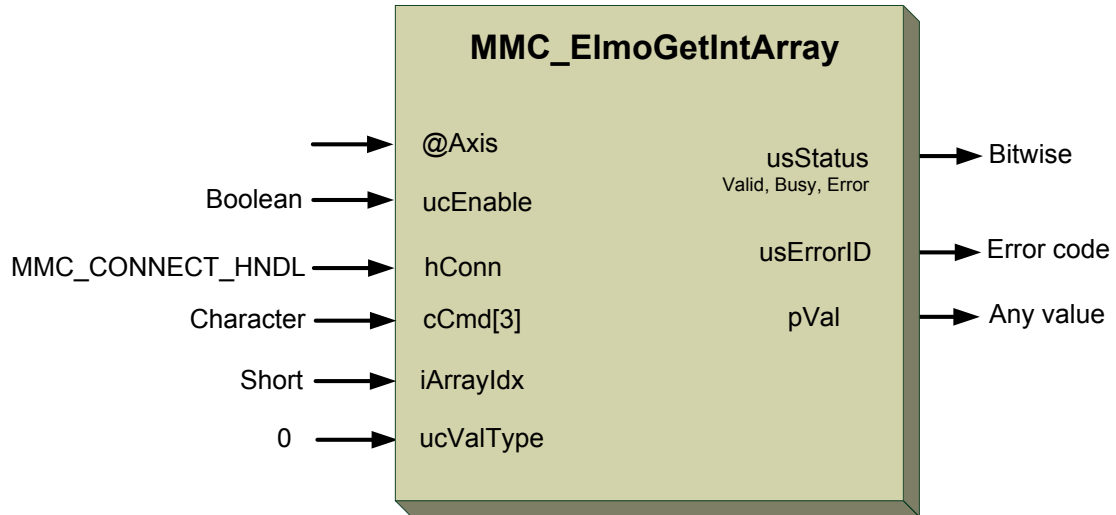 MMC_ElmoGetIntArray
@Axis
Boolean
ucEnable
MMC_CONNECT_HNDL
hConn
Character
cCmd[3]
Short
iArrayIdx
0
ucValType
usStatus
Valid, Busy, Error
Bitwise
usErrorID
Error code
pVal
Any value